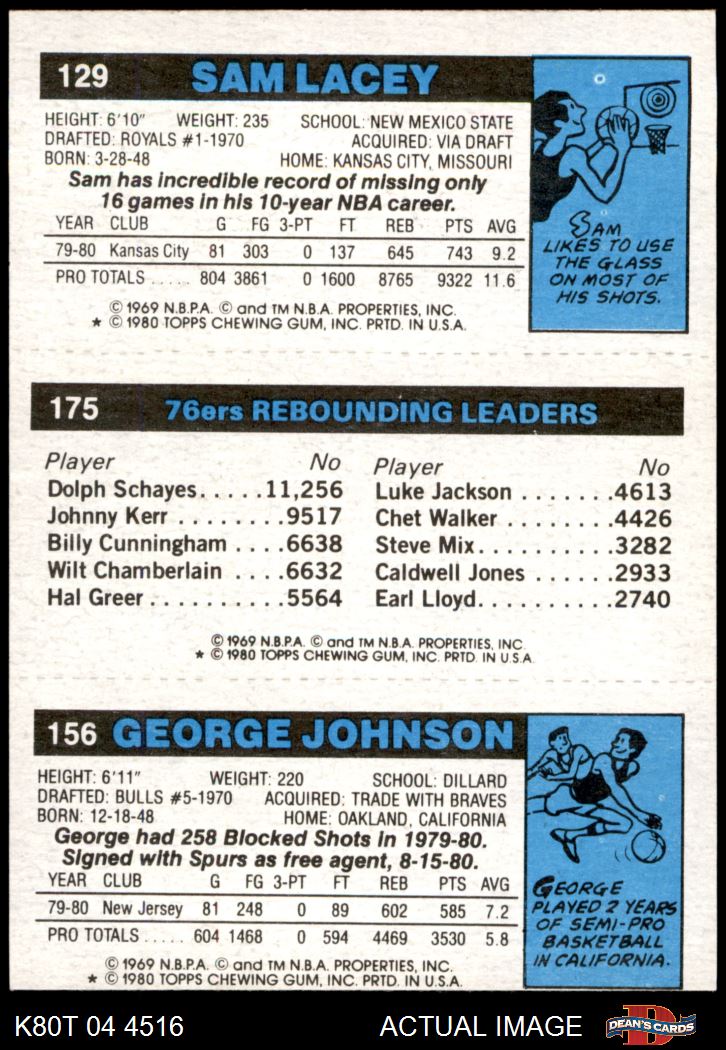 129 SAM LACEY
HEIGHT: 6'10" WEIGHT: 235 SCHOOL: NEW MEXICO STATE
DRAFTED: ROYALS #1-1970 ACQUIRED: VIA DRAFT
BORN: 3-28-48 HOME: KANSAS CITY, MISSOURI
Sam has incredible record of missing only
16 games in his 10-year NBA career.
YEAR CLUB G FG 3-PT FT REB PTS AVG
79-80 Kansas City 81 303 0 137 645 743 9.2
PRO TOTALS ..... 804 3861 0 1600 8765 9322 11.6
© 1969 N.B.P.A. © and TM N.B.A. PROPERTIES, INC.
★ © 1980 TOPPS CHEWING GUM, INC. PRTD. IN U.S.A.
SAM
LIKES TO USE
THE GLASS
ON MOST OF
HIS SHOTS.
175 76ers REBOUNDING LEADERS
Player No Player No
Dolph Schayes.....11,256 Luke Jackson .......4613
Johnny Kerr ........9517 Chet Walker ........4426
Billy Cunningham ....6638 Steve Mix..........3282
Wilt Chamberlain ....6632 Caldwell Jones ......2933
Hal Greer ..........5564 Earl Lloyd..........2740
© 1969 N.B.P.A. © and TM N.B.A. PROPERTIES, INC.
★ © 1980 TOPPS CHEWING GUM, INC. PRTD. IN U.S.A.
156 GEORGE JOHNSON
HEIGHT: 6'11" WEIGHT: 220 SCHOOL: DILLARD
DRAFTED: BULLS #5-1970 ACQUIRED: TRADE WITH BRAVES
BORN: 12-18-48 HOME: OAKLAND, CALIFORNIA
George had 258 Blocked Shots in 1979-80.
Signed with Spurs as free agent, 8-15-80.
YEAR CLUB G FG 3-PT FT REB PTS AVG
79-80 New Jersey 81 248 0 89 602 585 7.2
PRO TOTALS ..... 604 1468 0 594 4469 3530 5.8
© 1969 N.B.P.A. © and TM N.B.A. PROPERTIES, INC.
★ © 1980 TOPPS CHEWING GUM, INC. PRTD. IN U.S.A.
GEORGE
PLAYED 2 YEARS
OF SEMI-PRO
BASKETBALL
IN CALIFORNIA.
K80T 04 4516 ACTUAL IMAGE D DEAN'S CARDS